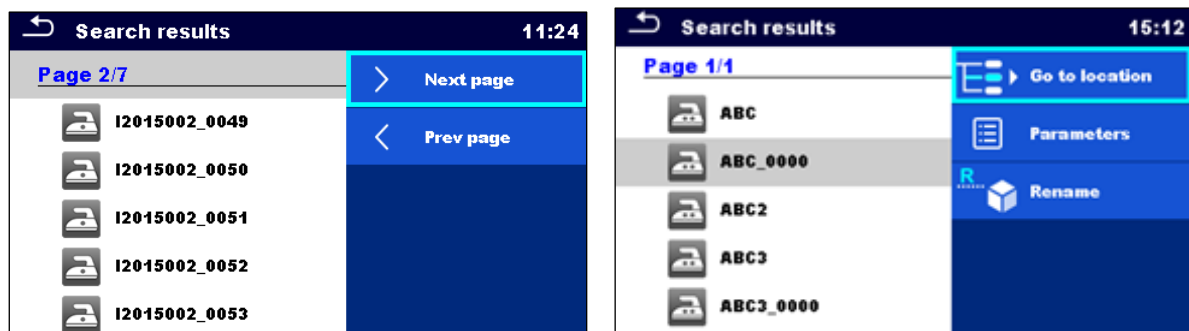 Search results 11:24
Page 2/7
Next page
I2015002_0049
Prev page
I2015002_0050
I2015002_0051
I2015002_0052
I2015002_0053
Search results 15:12
Page 1/1
Go to location
ABC
Parameters
ABC_0000
R
Rename
ABC2
ABC3
ABC3_0000